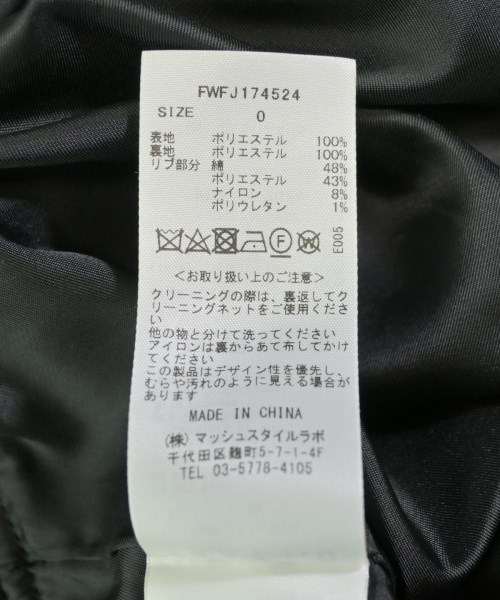 FWFJ174524
SIZE 0
表地 ポリエステル 100%
裏地 ポリエステル 100%
リブ部分 綿 48%
ポリエステル 43%
ナイロン 8%
ポリウレタン 1%
F W E005
<お取り扱い上のご注意>
クリーニングの際は、裏返してク
リーニングネットをご使用くださ
い
他の物と分けて洗ってください
アイロンは裏からあて布してかけ
てください
この製品はデザイン性を優先し、
むらや汚れのように見える場合が
あります
MADE IN CHINA
(株) マッシュスタイルラボ
千代田区麹町5-7-1-4F
TEL 03-5778-4105